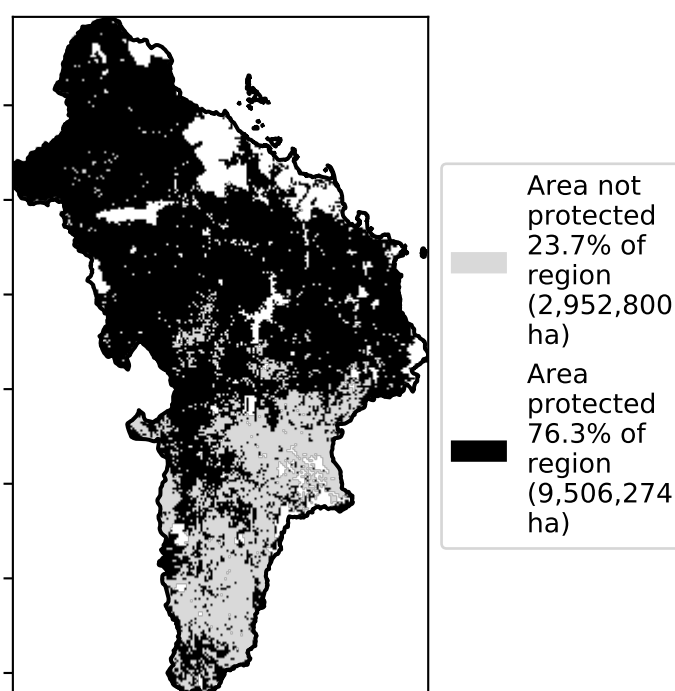 Area not
protected
23.7% of
region
(2,952,800
ha)
Area
protected
76.3% of
region
(9,506,274
ha)